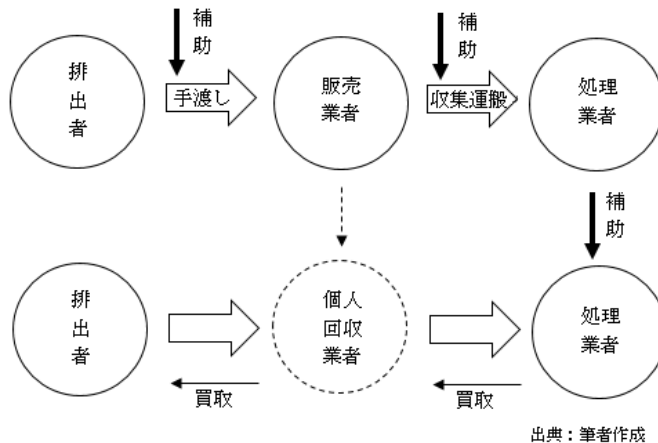 補助
補助
排出者
手渡し
販売業者
収集運搬
処理業者
補助
排出者
個人回収業者
処理業者
買取
買取
出典：筆者作成